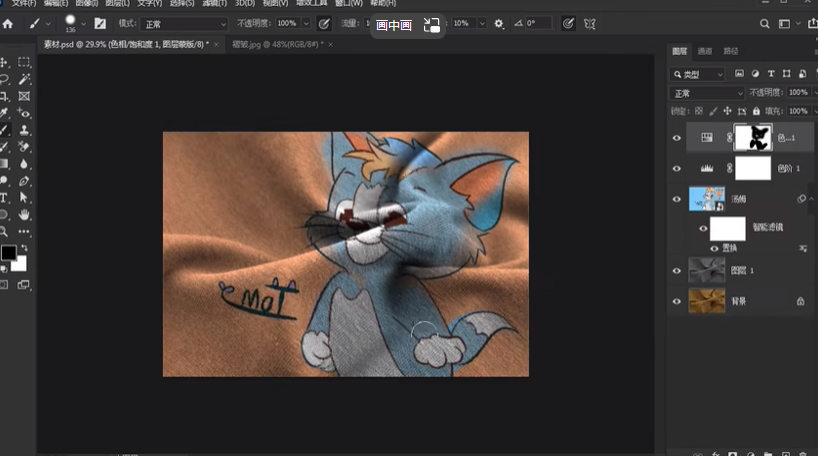 文件(F) 编辑(E) 图像(I) 图层(L) 文字(Y) 选择(S) 滤镜(T) 3D(D) 视图(V) 增效工具 窗口(W) 帮助(H)
136 模式: 正常 不透明度: 100% 流量: 画中画 10% 0°
素材.psd @ 29.9% (色相/饱和度 1, 图层蒙版/8) * × 褶皱.jpg @ 48%(RGB/8#) * ×
图层 通道 路径
类型
正常 不透明度: 100%
锁定: 填充: 100%
色...1
色阶 1
汤姆
智能滤镜
置换
图层 1
背景
MoT